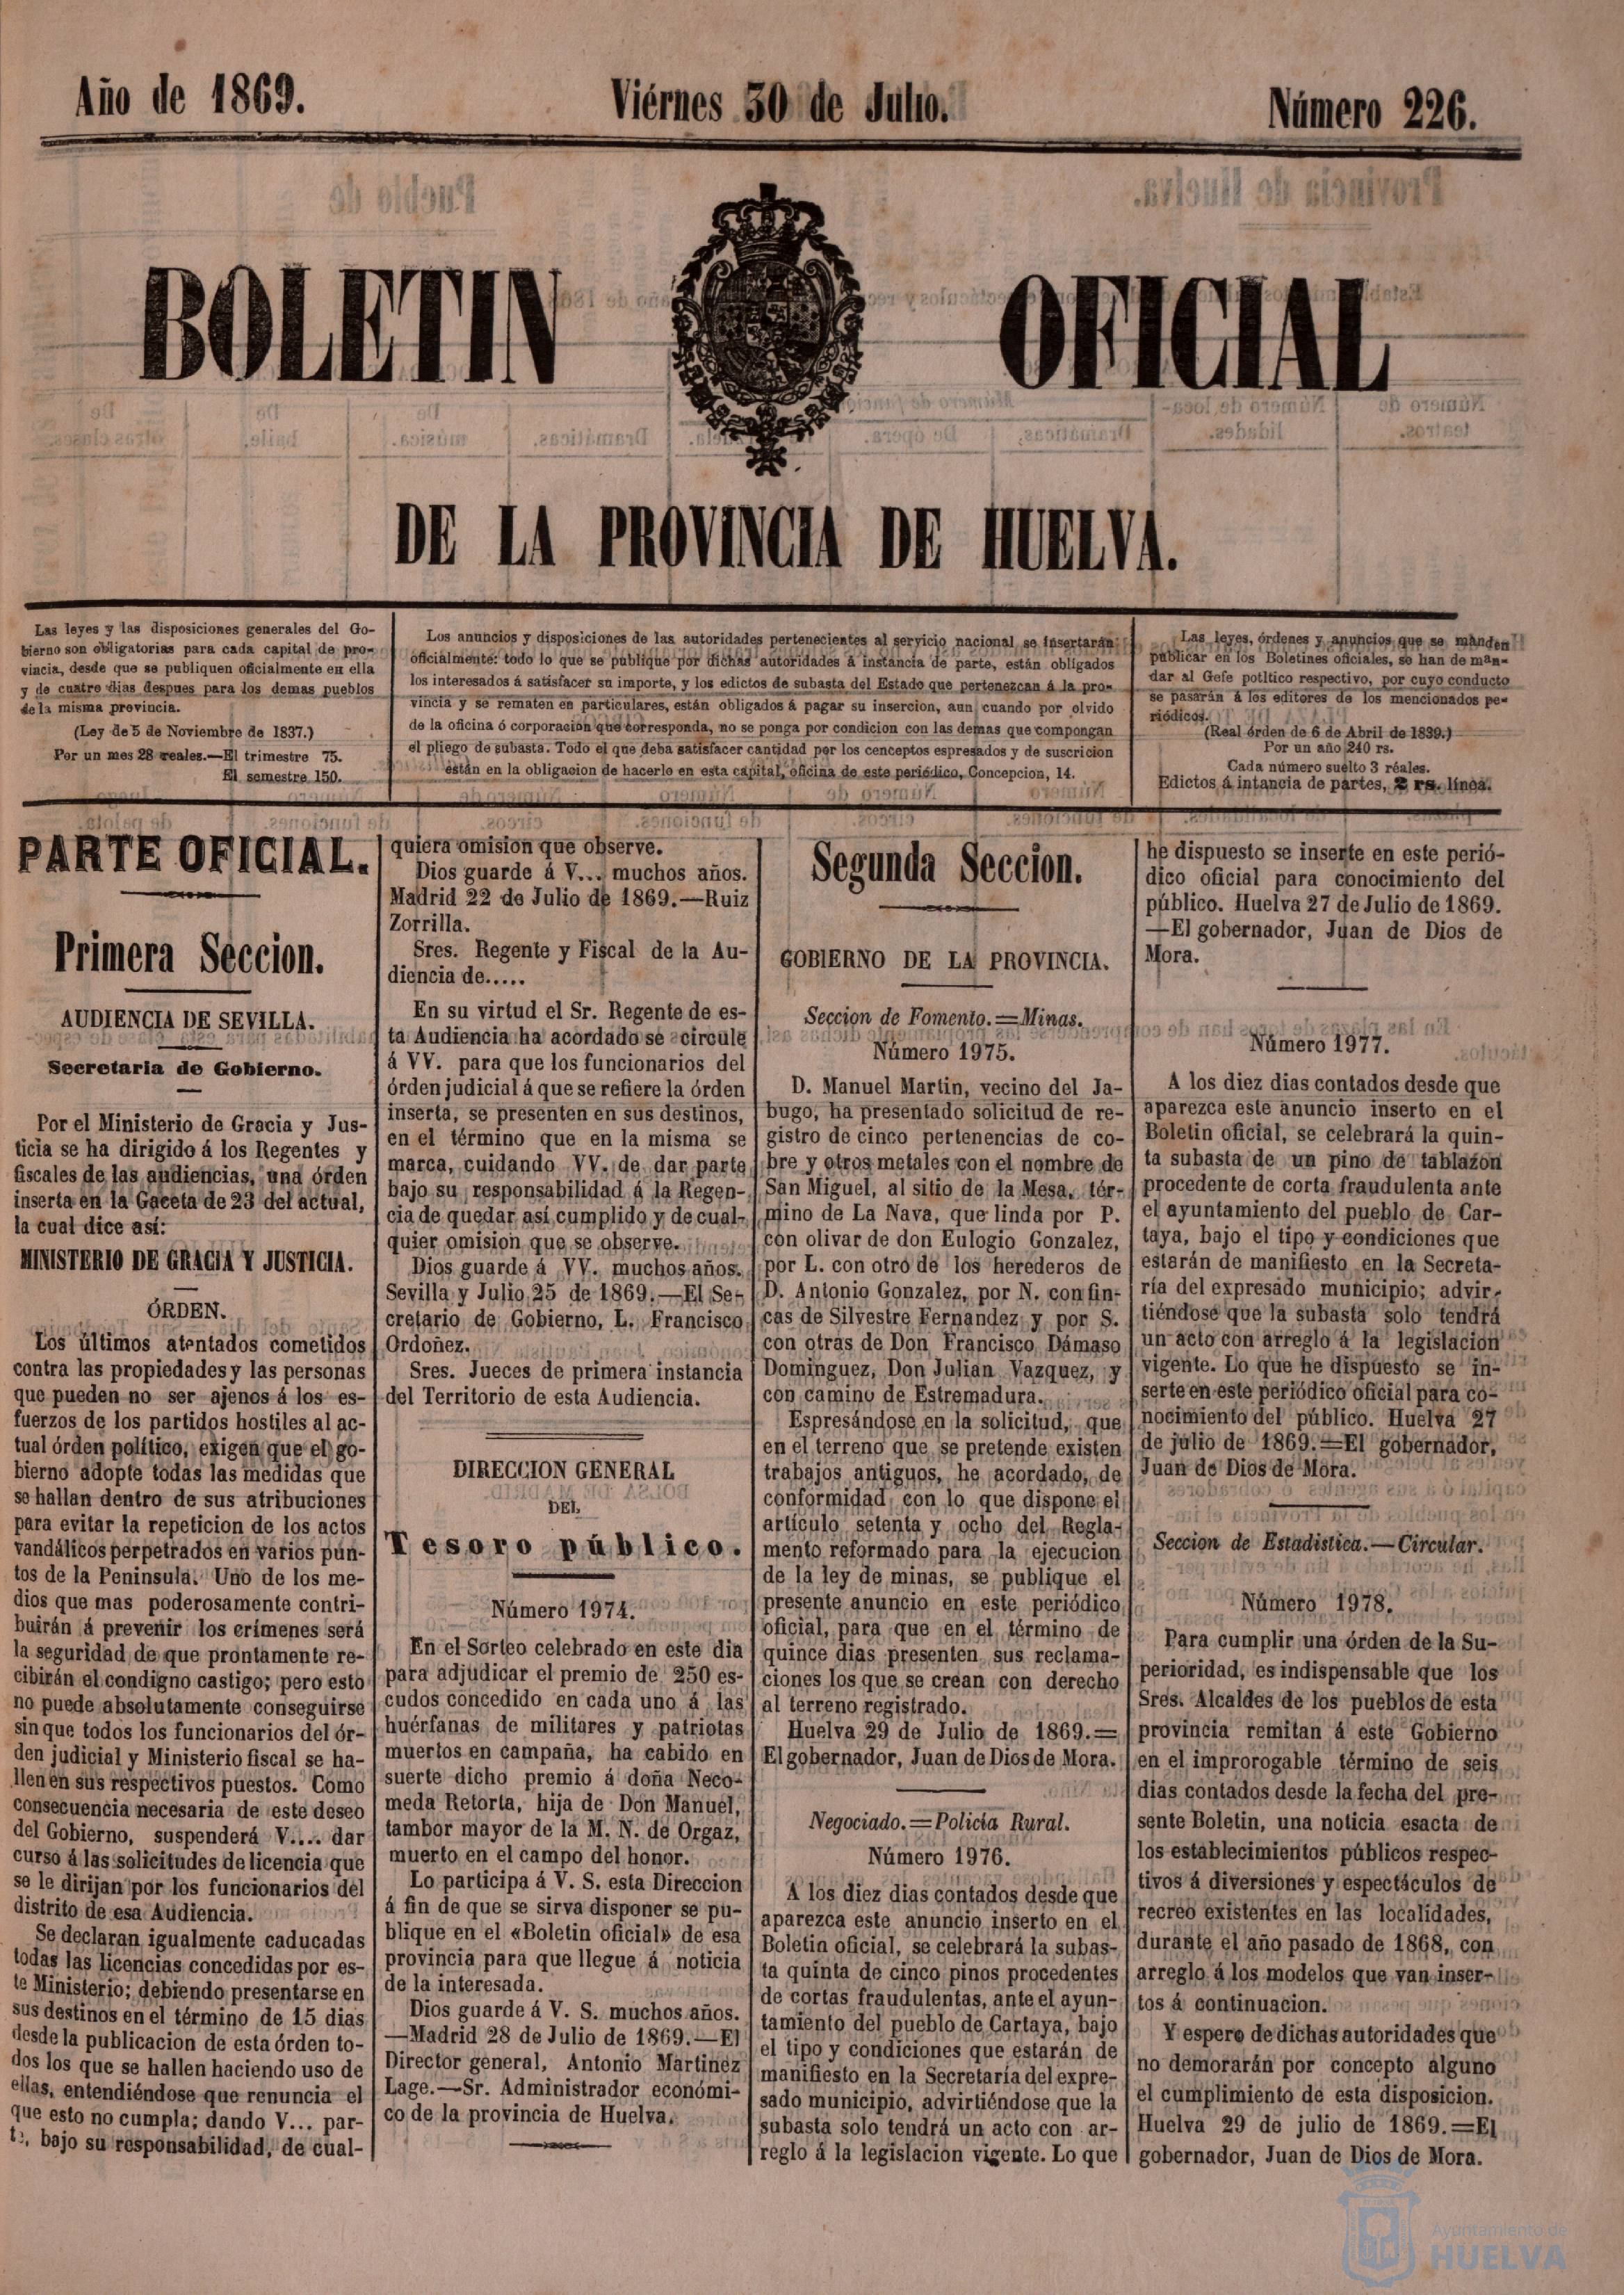 Año de 1869.
Viérnes 30 de Julio.
Número 226.
BOLETIN OFICIAL
DE LA PROVINCIA DE HUELVA.
Las leyes y las disposiciones generales del Go-
bierno son obligatorias para cada capital de pro-
vincia, desde que se publiquen oficialmente en ella
y de cuatro dias despues para los demas pueblos
de la misma provincia.
(Ley de 5 de Noviembre de 1837.)
Por un mes 28 reales.—El trimestre 75.
El semestre 150.
Los anuncios y disposiciones de las autoridades pertenecientes al servicio nacional se insertarán
oficialmente: todo lo que se publique por dichas autoridades á instancia de parte, están obligados
los interesados á satisfacer su importe, y los edictos de subasta del Estado que pertenezcan á la pro-
vincia y se rematen en particulares, están obligados á pagar su insercion, aun cuando por olvido
de la oficina ó corporacion que corresponda, no se ponga por condicion con las demas que compongan
el pliego de subasta. Todo el que deba satisfacer cantidad por los cenceptos espresados y de suscricion
están en la obligacion de hacerlo en esta capital, oficina de este periódico, Concepcion, 14.
Las leyes, órdenes y anuncios que se manden
publicar en los Boletines oficiales, se han de man-
dar al Gefe potltico respectivo, por cuyo conducto
se pasarán á los editores de los mencionados pe-
riódicos.
(Real órden de 6 de Abril de 1839.)
Por un año 240 rs.
Cada número suelto 3 réales.
Edictos á intancia de partes, 2 rs. línea.
PARTE OFICIAL.
Primera Seccion.
AUDIENCIA DE SEVILLA.
Secretaria de Gobierno.
Por el Ministerio de Gracia y Jus-
ticia se ha dirigido á los Regentes y
fiscales de las audiencias, una órden
inserta en la Gaceta de 23 del actual,
la cual dice así:
MINISTERIO DE GRACIA Y JUSTICIA.
ÓRDEN.
Los últimos atentados cometidos
contra las propiedades y las personas
que pueden no ser ajenos á los es-
fuerzos de los partidos hostiles al ac-
tual órden político, exigen que el go-
bierno adopte todas las medidas que
se hallan dentro de sus atribuciones
para evitar la repeticion de los actos
vandálicos perpetrados en varios pun-
tos de la Peninsula. Uno de los me-
dios que mas poderosamente contri-
buirán á prevenir los crímenes será
la seguridad de que prontamente re-
cibirán el condigno castigo; pero esto
no puede absolutamente conseguirse
sin que todos los funcionarios del ór-
den judicial y Ministerio fiscal se ha-
llen en sus respectivos puestos. Como
consecuencia necesaria de este deseo
del Gobierno, suspenderá V.... dar
curso á las solicitudes de licencia que
se le dirijan por los funcionarios del
distrito de esa Audiencia.
Se declaran igualmente caducadas
todas las licencias concedidas por es-
te Ministerio; debiendo presentarse en
sus destinos en el término de 15 dias
desde la publicacion de esta órden to-
dos los que se hallen haciendo uso de
ellas, entendiéndose que renuncia el
que esto no cumpla; dando V... par-
te, bajo su responsabilidad, de cual-
quiera omision que observe.
Dios guarde á V... muchos años.
Madrid 22 de Julio de 1869.—Ruiz
Zorrilla.
Sres. Regente y Fiscal de la Au-
diencia de.....
En su virtud el Sr. Regente de es-
ta Audiencia ha acordado se circule
á VV. para que los funcionarios del
órden judicial á que se refiere la órden
inserta, se presenten en sus destinos,
en el término que en la misma se
marca, cuidando VV. de dar parte
bajo su responsabilidad á la Regen-
cia de quedar así cumplido y de cual-
quier omision que se observe.
Dios guarde á VV. muchos años.
Sevilla y Julio 25 de 1869.—El Se-
cretario de Gobierno, L. Francisco
Ordoñez.
Sres. Jueces de primera instancia
del Territorio de esta Audiencia.
DIRECCION GENERAL
DEL
Tesoro público.
Número 1974.
En el Sorteo celebrado en este dia
para adjudicar el premio de 250 es-
cudos concedido en cada uno á las
huérfanas de militares y patriotas
muertos en campaña, ha cabido en
suerte dicho premio á doña Neco-
meda Retorta, hija de Don Manuel,
tambor mayor de la M. N. de Orgaz,
muerto en el campo del honor.
Lo participa á V. S. esta Direccion
á fin de que se sirva disponer se pu-
blique en el «Boletin oficial» de esa
provincia para que llegue á noticia
de la interesada.
Dios guarde á V. S. muchos años.
—Madrid 28 de Julio de 1869.—El
Director general, Antonio Martinez
Lage.—Sr. Administrador económi-
co de la provincia de Huelva.
Segunda Seccion.
GOBIERNO DE LA PROVINCIA.
Seccion de Fomento.=Minas.
Número 1975.
D. Manuel Martin, vecino del Ja-
bugo, ha presentado solicitud de re-
gistro de cinco pertenencias de co-
bre y otros metales con el nombre de
San Miguel, al sitio de la Mesa, tér-
mino de La Nava, que linda por P.
con olivar de don Eulogio Gonzalez,
por L. con otro de los herederos de
D. Antonio Gonzalez, por N. con fin-
cas de Silvestre Fernandez y por S.
con otras de Don Francisco Dámaso
Dominguez, Don Julian Vazquez, y
con camino de Estremadura.
Espresándose en la solicitud, que
en el terreno que se pretende existen
trabajos antiguos, he acordado, de
conformidad con lo que dispone el
artículo setenta y ocho del Regla-
mento reformado para la ejecucion
de la ley de minas, se publique el
presente anuncio en este periódico
oficial, para que en el término de
quince dias presenten sus reclama-
ciones los que se crean con derecho
al terreno registrado.
Huelva 29 de Julio de 1869.=
El gobernador, Juan de Dios de Mora.
Negociado.=Policía Rural.
Número 1976.
A los diez dias contados desde que
aparezca este anuncio inserto en el
Boletin oficial, se celebrará la subas-
ta quinta de cinco pinos procedentes
de cortas fraudulentas, ante el ayun-
tamiento del pueblo de Cartaya, bajo
el tipo y condiciones que estarán de
manifiesto en la Secretaría del expre-
sado municipio, advirtiéndose que la
subasta solo tendrá un acto con ar-
reglo á la legislacion vigente. Lo que
he dispuesto se inserte en este perió-
dico oficial para conocimiento del
público. Huelva 27 de Julio de 1869.
—El gobernador, Juan de Dios de
Mora.
Número 1977.
A los diez dias contados desde que
aparezca este anuncio inserto en el
Boletin oficial, se celebrará la quin-
ta subasta de un pino de tablazon
procedente de corta fraudulenta ante
el ayuntamiento del pueblo de Car-
taya, bajo el tipo y condiciones que
estarán de manifiesto en la Secreta-
ría del expresado municipio; advir-
tiéndose que la subasta solo tendrá
un acto con arreglo á la legislacion
vigente. Lo que he dispuesto se in-
serte en este periódico oficial para co-
nocimiento del público. Huelva 27
de julio de 1869.=El gobernador,
Juan de Dios de Mora.
Seccion de Estadistica.—Circular.
Número 1978.
Para cumplir una órden de la Su-
perioridad, es indispensable que los
Sres. Alcaldes de los pueblos de esta
provincia remitan á este Gobierno
en el improrogable término de seis
dias contados desde la fecha del pre-
sente Boletin, una noticia esacta de
los establecimientos públicos respec-
tivos á diversiones y espectáculos de
recreo existentes en las localidades,
durante el año pasado de 1868, con
arreglo á los modelos que van inser-
tos á continuacion.
Y espero de dichas autoridades que
no demorarán por concepto alguno
el cumplimiento de esta disposicion.
Huelva 29 de julio de 1869.=El
gobernador, Juan de Dios de Mora.
Ayuntamiento de
HUELVA